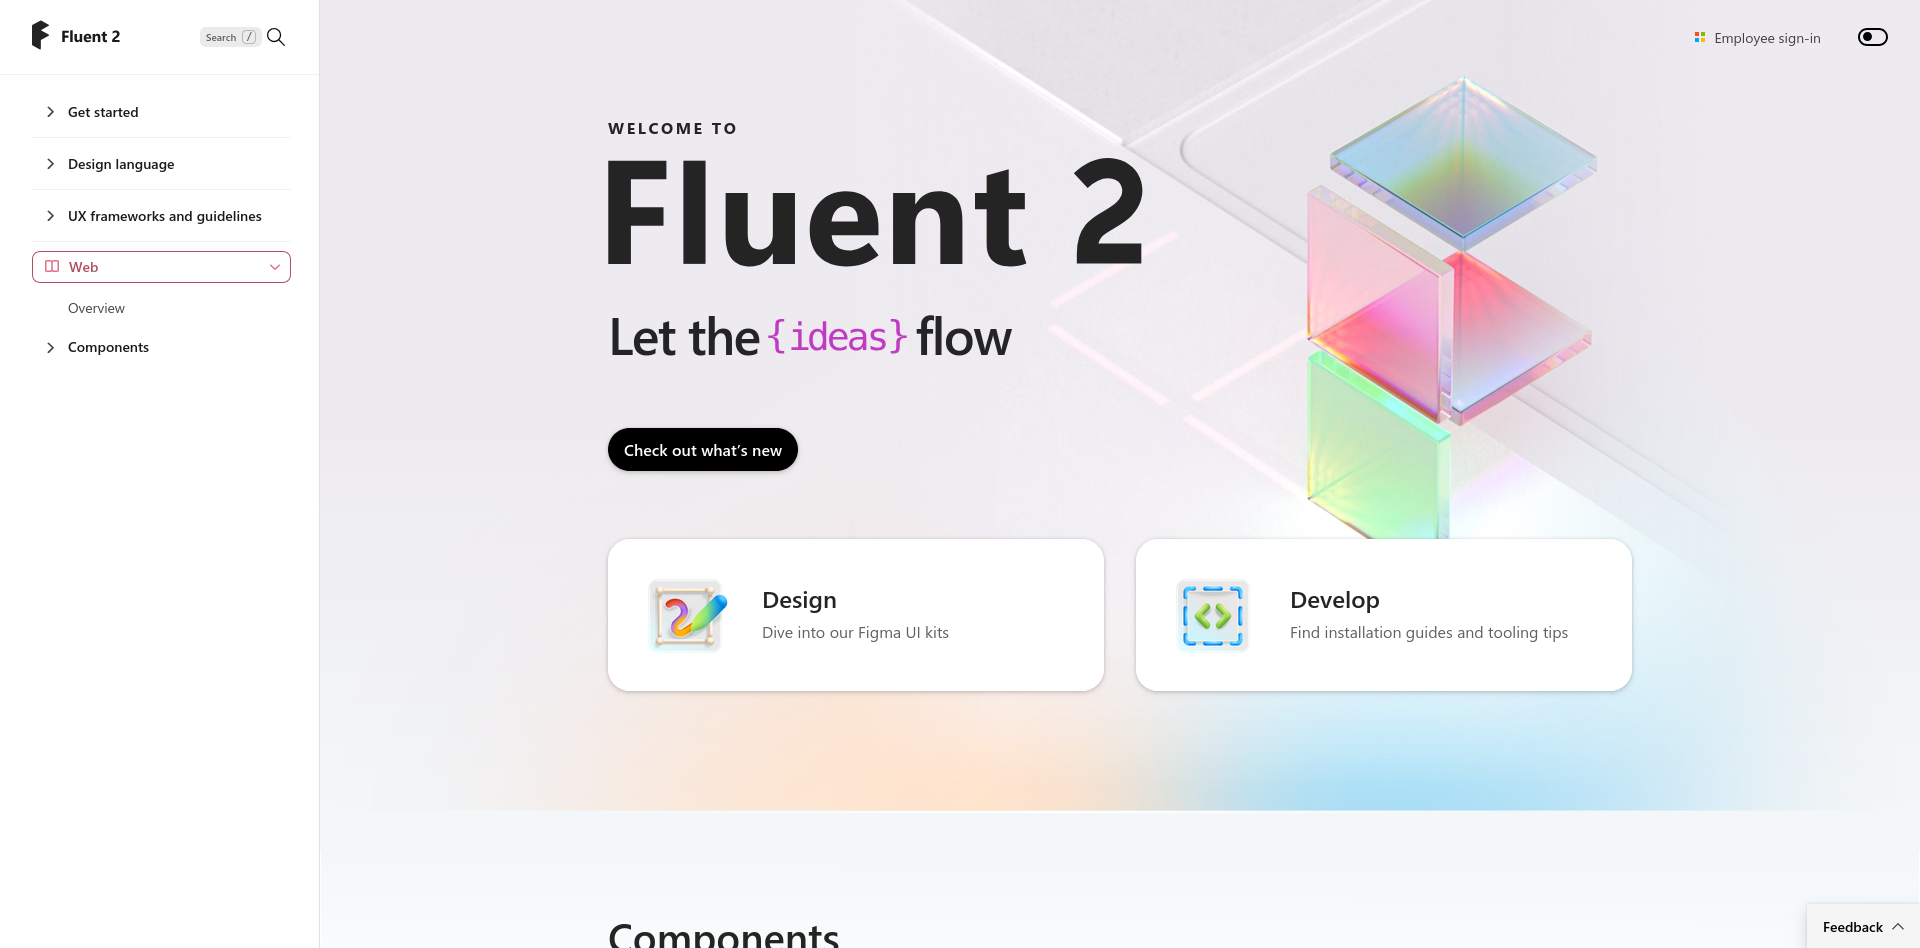 Fluent 2
Search /
Employee sign-in
Get started
Design language
UX frameworks and guidelines
Web
Overview
Components
WELCOME TO
Fluent 2
Let the {ideas} flow
Check out what’s new
Design
Dive into our Figma UI kits
Develop
Find installation guides and tooling tips
Components
Feedback